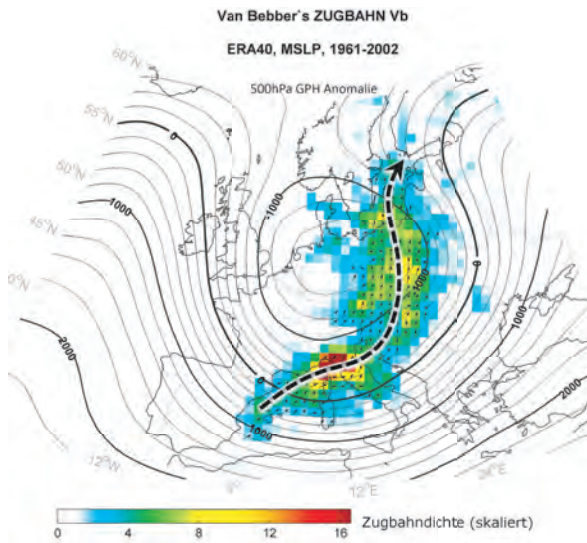 Van Bebber´s ZUGBAHN Vb
ERA40, MSLP, 1961-2002
500hPa GPH Anomalie
60°N
55°N
50°N
45°N
0
1000
-1000
0
-1000
1000
2000
0
1000
2000
12°W
12°E
24°E
0 4 8 12 16
Zugbahndichte (skaliert)